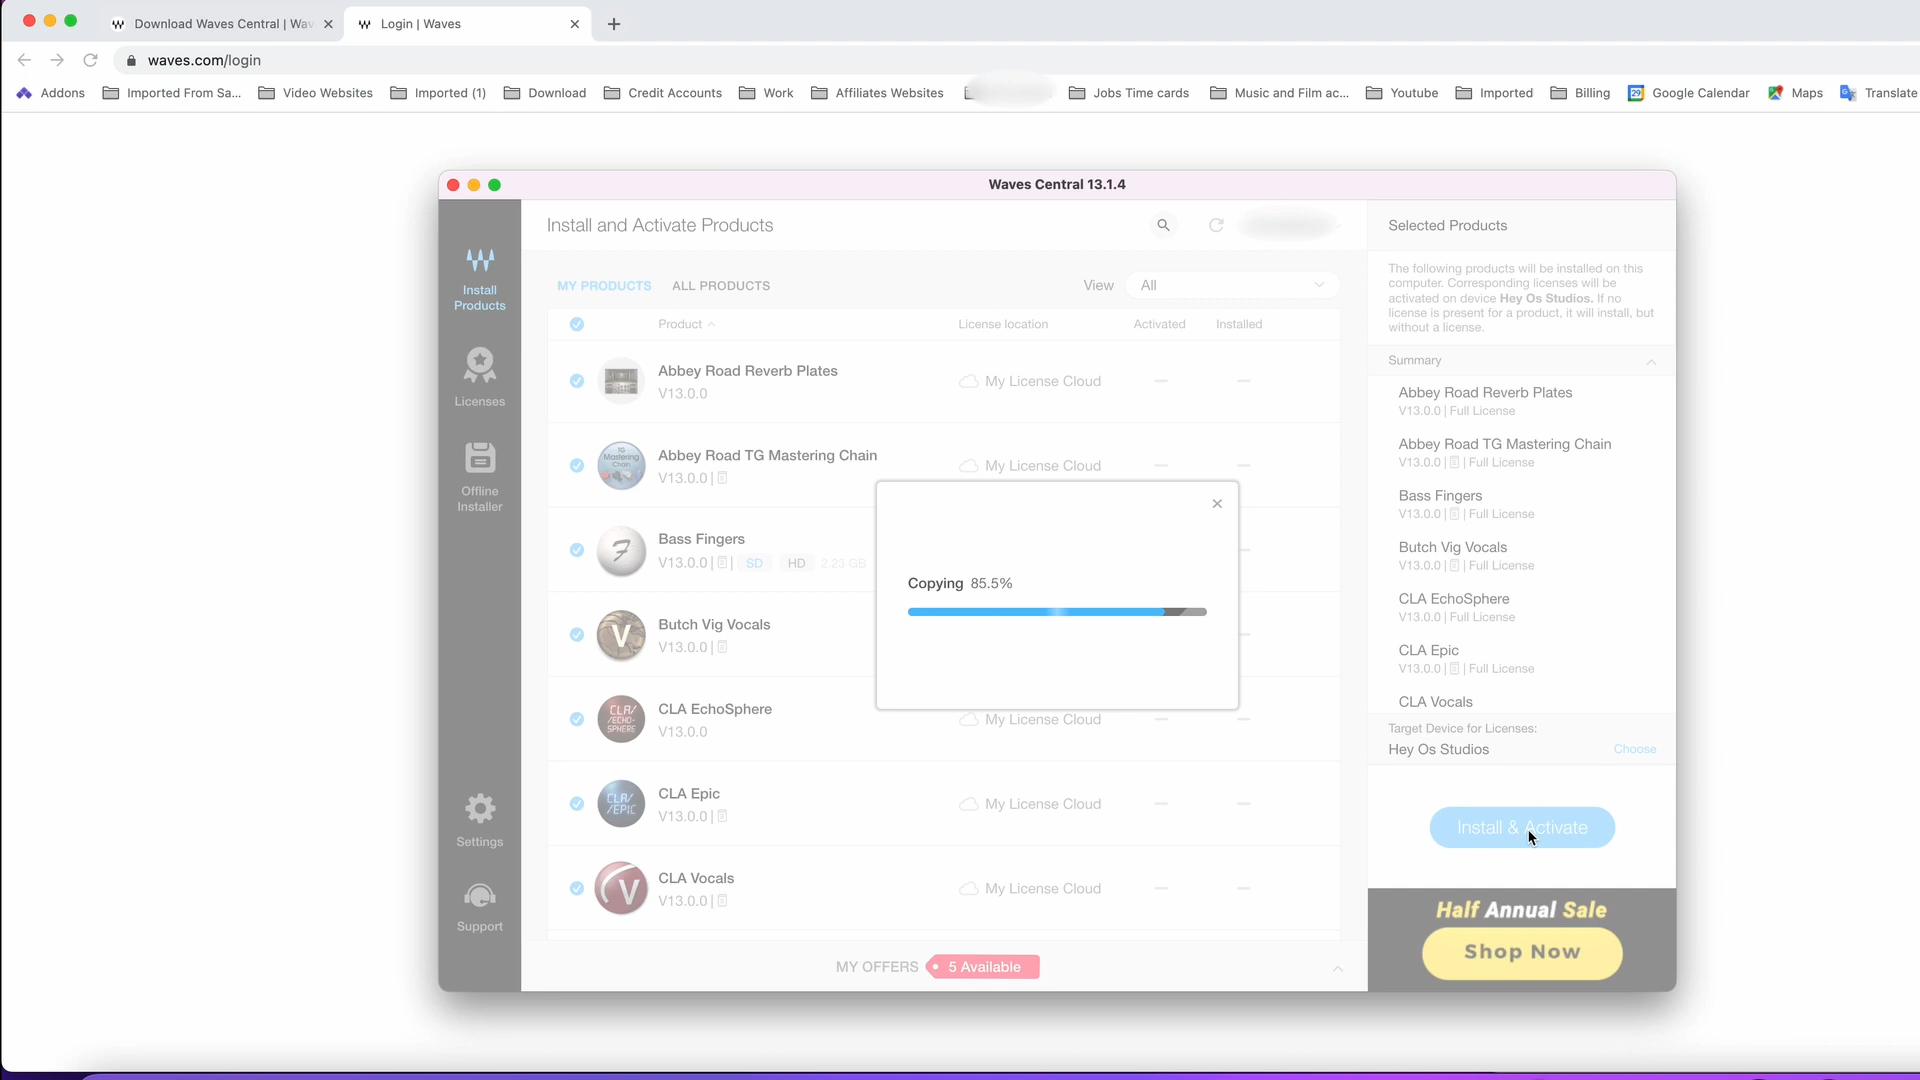 Download Waves Central | Wav
Login | Waves
waves.com/login
Addons
Imported From Sa...
Video Websites
Imported (1)
Download
Credit Accounts
Work
Affiliates Websites
Jobs Time cards
Music and Film ac...
Youtube
Imported
Billing
Google Calendar
Maps
Translate
Waves Central 13.1.4
Install
Products
Licenses
Offline
Installer
Settings
Support
Install and Activate Products
MY PRODUCTS
ALL PRODUCTS
View
All
Product
License location
Activated
Installed
Abbey Road Reverb Plates
V13.0.0
My License Cloud
TG
Mastering
Chain
Abbey Road TG Mastering Chain
V13.0.0 |
My License Cloud
Bass Fingers
V13.0.0 | | SD HD 2.23 GB
Butch Vig Vocals
V13.0.0 |
CLA/
ECHO-
SPHERE
CLA EchoSphere
V13.0.0
My License Cloud
CLA/
/EPIC
CLA Epic
V13.0.0 |
My License Cloud
CLA Vocals
V13.0.0 |
My License Cloud
Copying 85.5%
MY OFFERS
5 Available
Selected Products
The following products will be installed on this
computer. Corresponding licenses will be
activated on device Hey Os Studios. If no
license is present for a product, it will install, but
without a license.
Summary
Abbey Road Reverb Plates
V13.0.0 | Full License
Abbey Road TG Mastering Chain
V13.0.0 | | Full License
Bass Fingers
V13.0.0 | | Full License
Butch Vig Vocals
V13.0.0 | | Full License
CLA EchoSphere
V13.0.0 | Full License
CLA Epic
V13.0.0 | | Full License
CLA Vocals
Target Device for Licenses:
Hey Os Studios
Choose
Install & Activate
Half Annual Sale
Shop Now